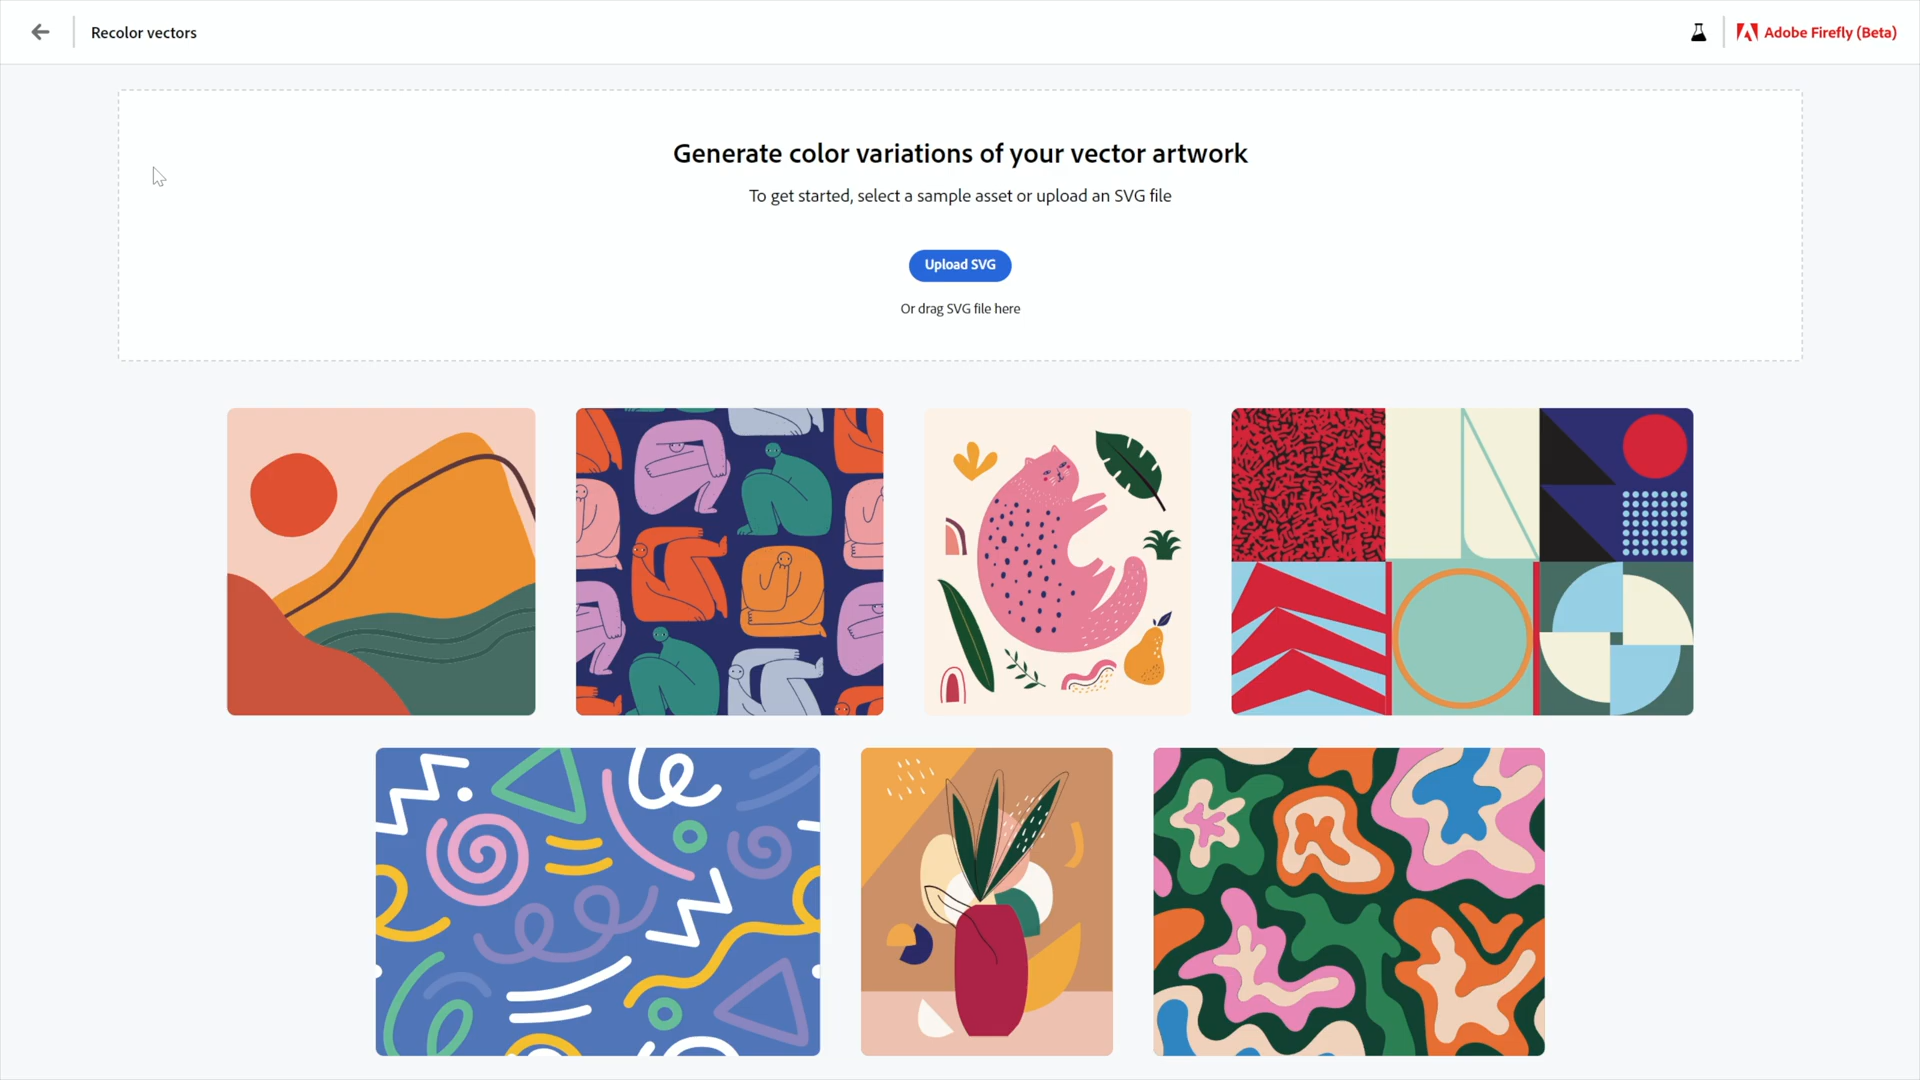 Recolor vectors
Adobe Firefly (Beta)
Generate color variations of your vector artwork
To get started, select a sample asset or upload an SVG file
Upload SVG
Or drag SVG file here